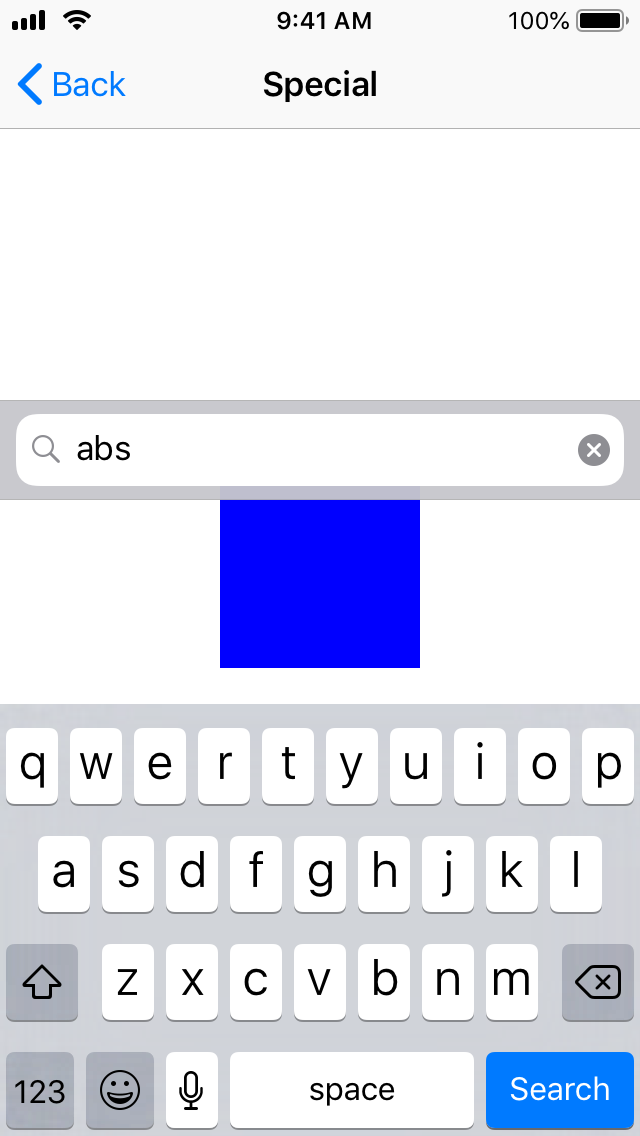 9:41 AM 100%
Back Special
abs
q w e r t y u i o p
a s d f g h j k l
z x c v b n m
123 space Search